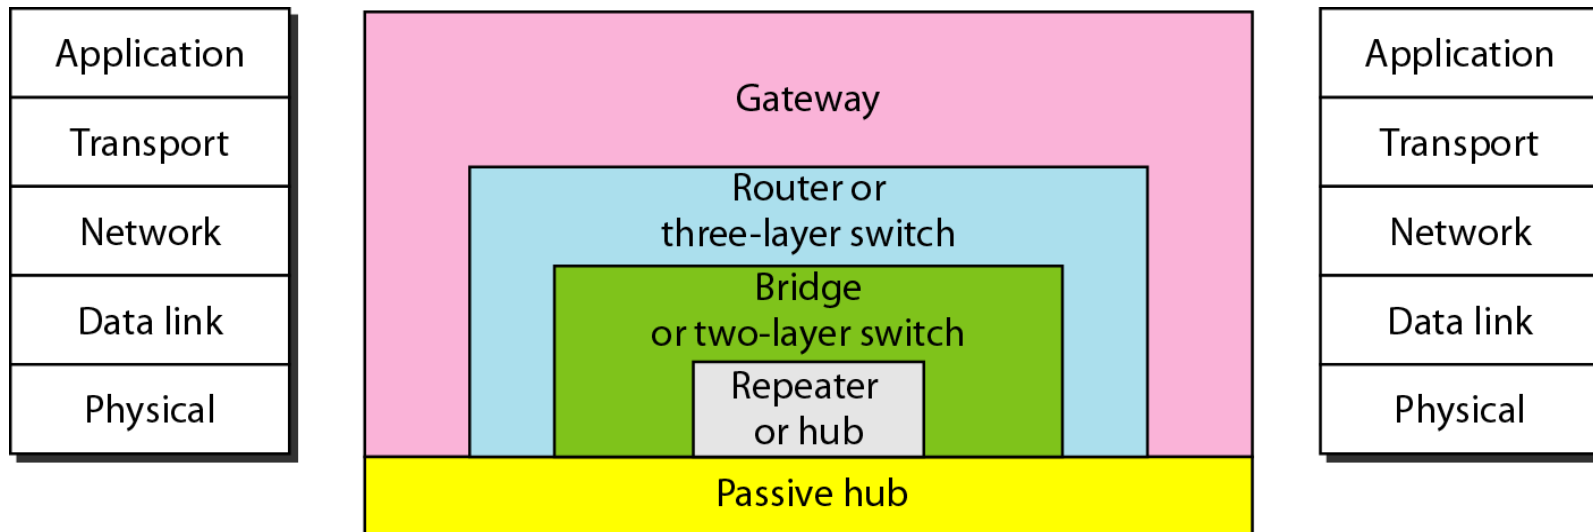 Application
Transport
Network
Data link
Physical
Gateway
Router or
three-layer switch
Bridge
or two-layer switch
Repeater
or hub
Passive hub
Application
Transport
Network
Data link
Physical